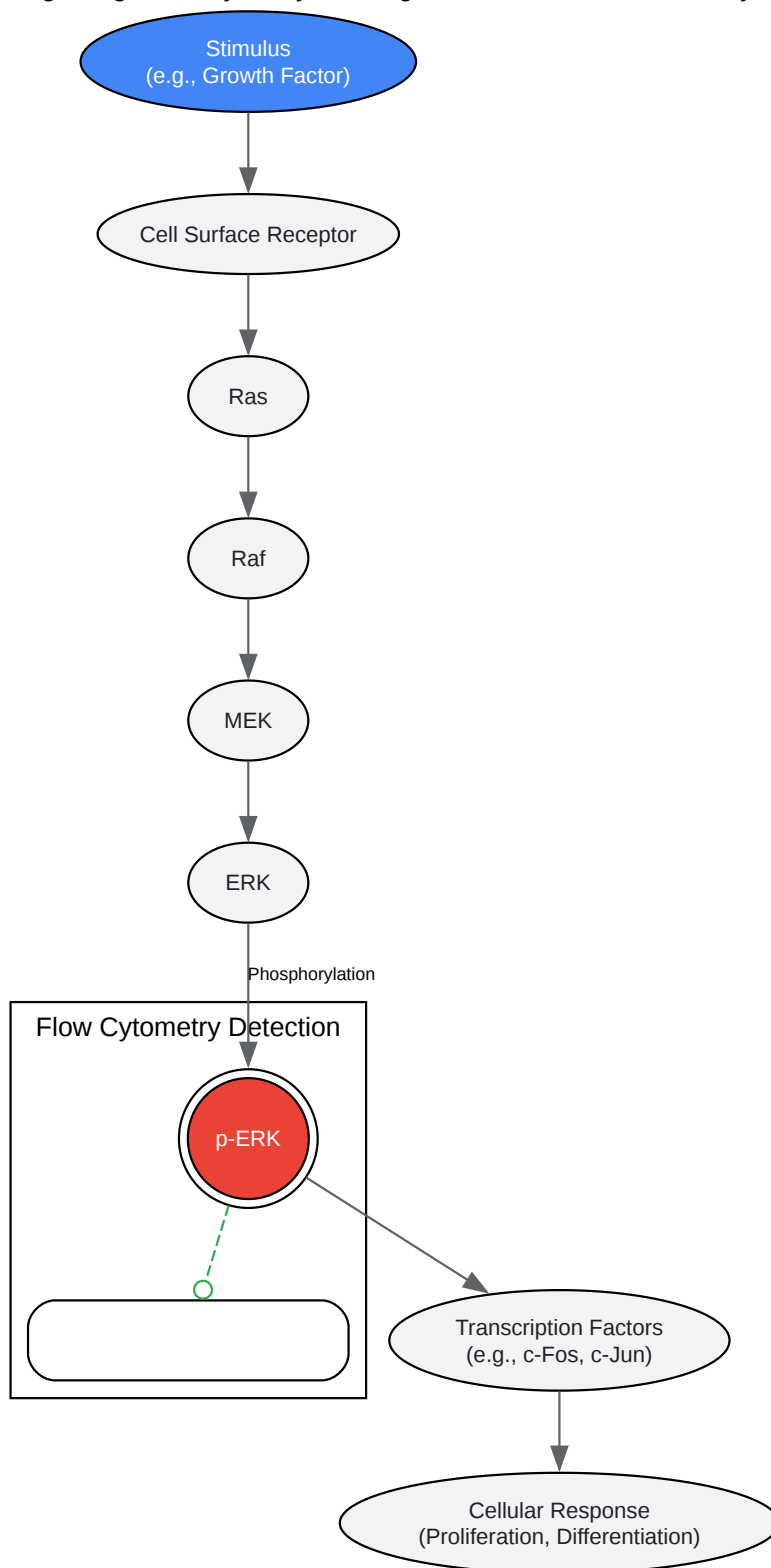 Stimulus
(e.g., Growth Factor)
Cell Surface Receptor
Ras
Raf
MEK
ERK
Phosphorylation
Flow Cytometry Detection
p-ERK
Transcription Factors
(e.g., c-Fos, c-Jun)
Cellular Response
(Proliferation, Differentiation)